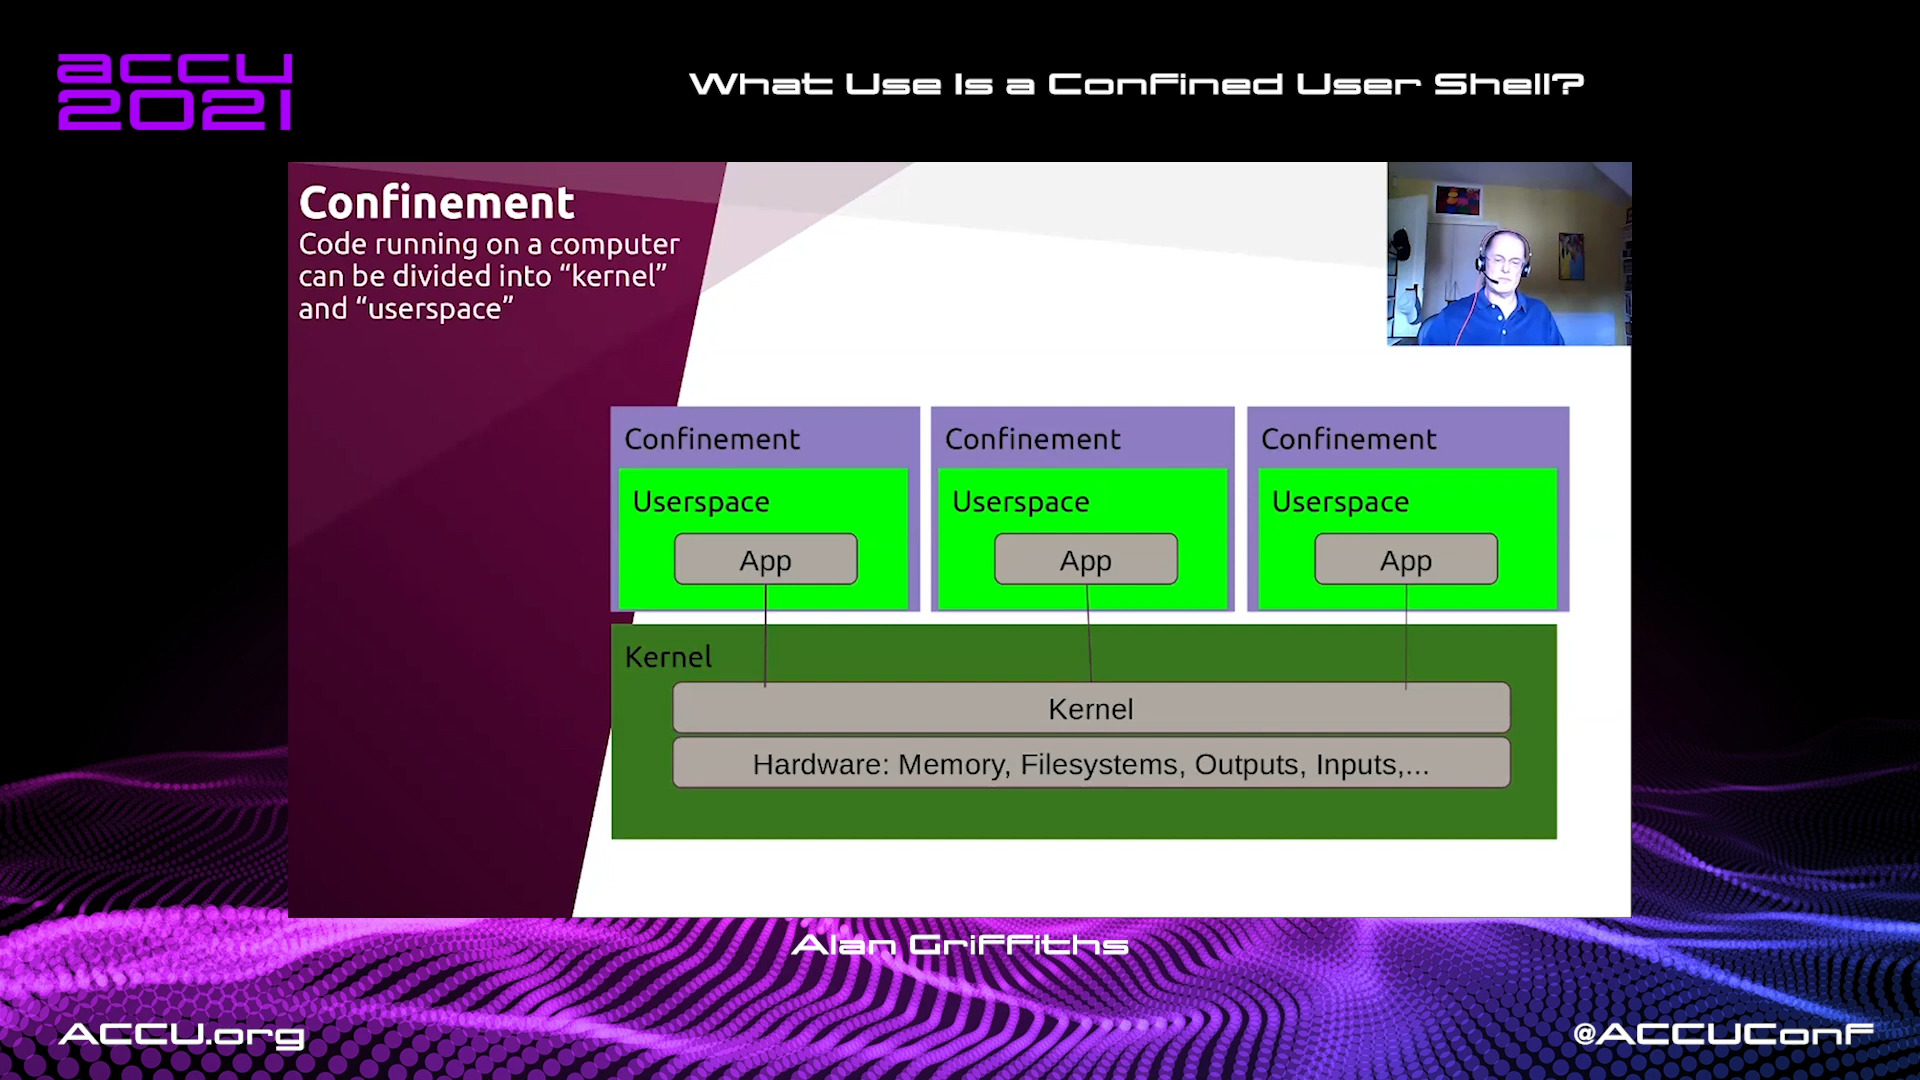 accu
2021
What Use Is a Confined User Shell?
Confinement
Code running on a computer
can be divided into “kernel”
and “userspace”
Confinement
Confinement
Confinement
Userspace
Userspace
Userspace
App
App
App
Kernel
Kernel
Hardware: Memory, Filesystems, Outputs, Inputs,...
Alan Griffiths
ACCU.org
@ACCUConf